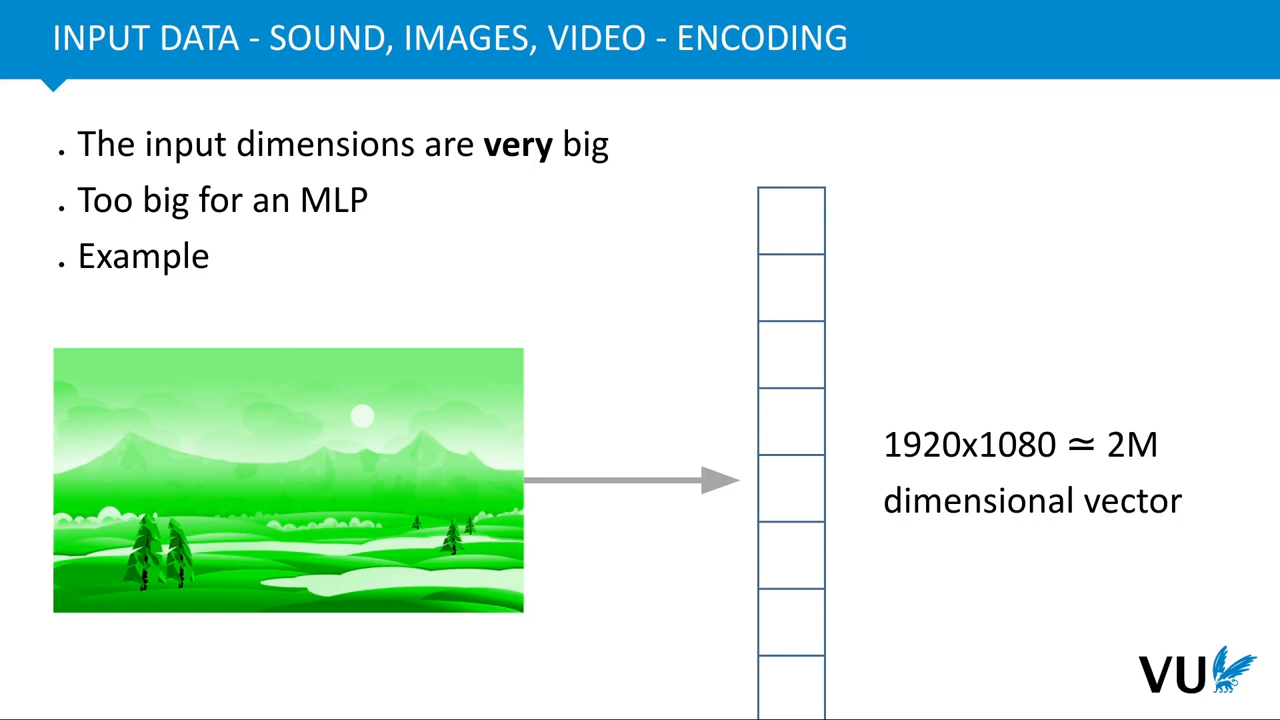 INPUT DATA - SOUND, IMAGES, VIDEO - ENCODING
. The input dimensions are very big
. Too big for an MLP
. Example
1920x1080 ≃ 2M
dimensional vector
VU